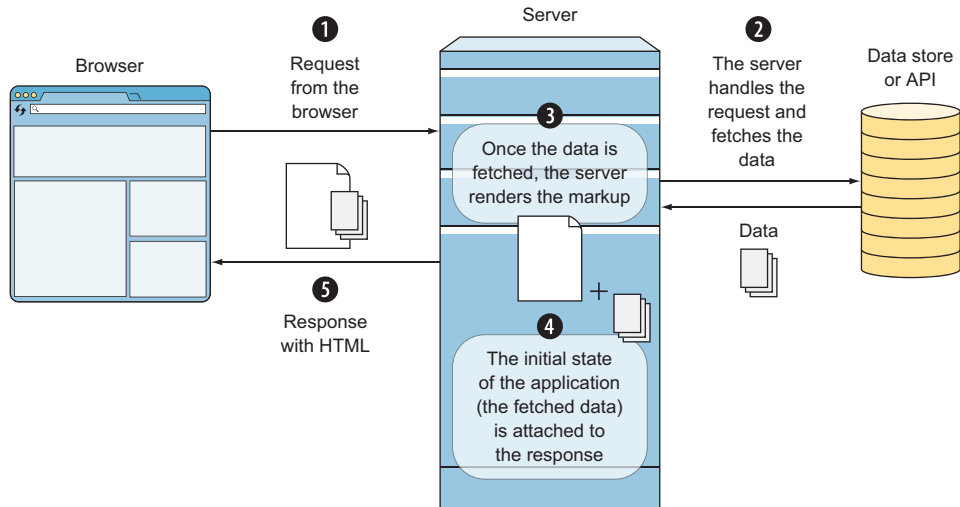 Server
Browser
1
Request
from the
browser
2
The server
handles the
request and
fetches the
data
Data store
or API
3
Once the data is
fetched, the server
renders the markup
Data
+
4
The initial state
of the application
(the fetched data)
is attached to
the response
5
Response
with HTML